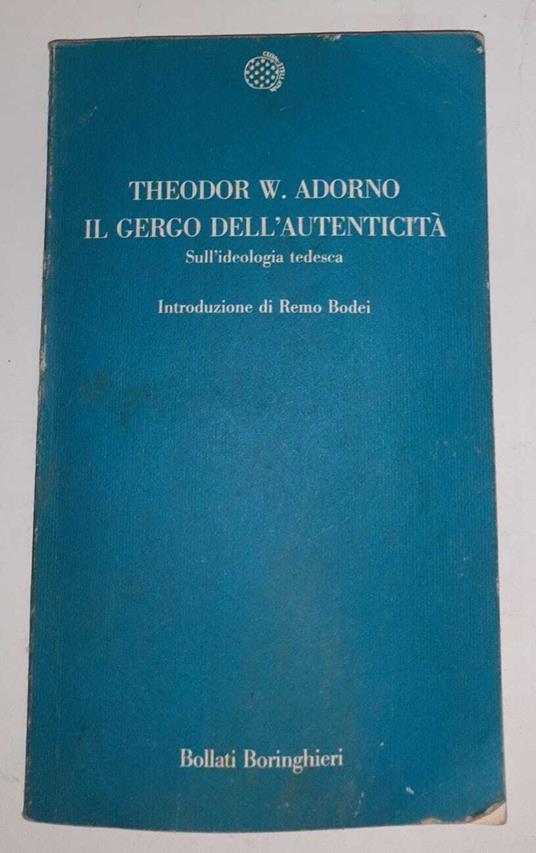 THEODOR W. ADORNO
IL GERGO DELL'AUTENTICITÀ
Sull'ideologia tedesca
Introduzione di Remo Bodei
Bollati Boringhieri